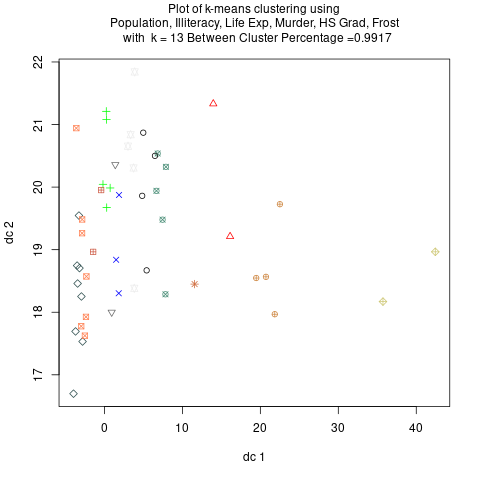 Plot of k-means clustering using
Population, Illiteracy, Life Exp, Murder, HS Grad, Frost
with k = 13 Between Cluster Percentage =0.9917
22
21
20
19
18
17
dc 2
0 10 20 30 40
dc 1